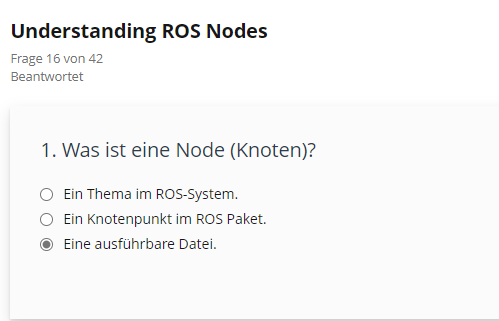 Understanding ROS Nodes
Frage 16 von 42
Beantwortet
1. Was ist eine Node (Knoten)?
Ein Thema im ROS-System.
Ein Knotenpunkt im ROS Paket.
Eine ausführbare Datei.